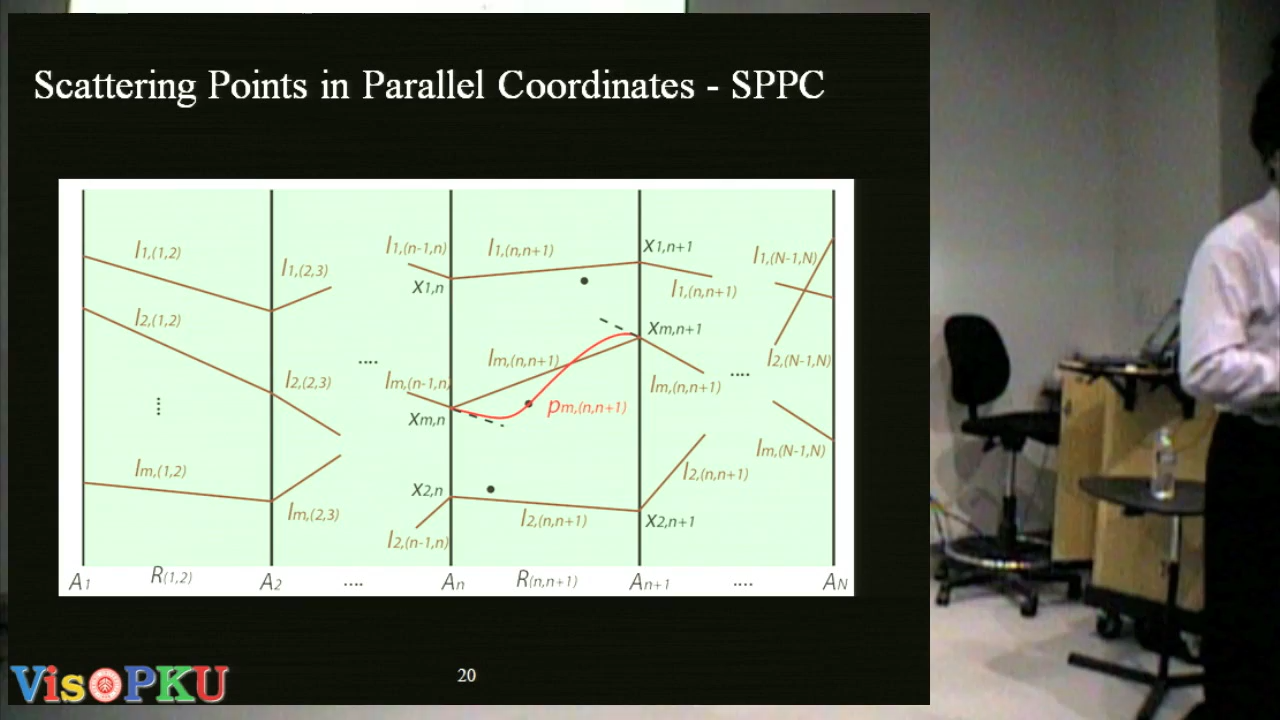 Scattering Points in Parallel Coordinates - SPPC
l1,(1,2)
l1,(2,3)
l1,(n-1,n)
l1,(n,n+1)
x1,n+1
l1,(N-1,N)
x1,n
l1,(n,n+1)
l2,(1,2)
xm,n+1
....
lm,(n,n+1)
l2,(N-1,N)
l2,(2,3)
lm,(n-1,n)
lm,(n,n+1)
....
xm,n
pm,(n,n+1)
....
lm,(N-1,N)
lm,(1,2)
l2,(n,n+1)
x2,n
lm,(2,3)
l2,(n,n+1)
x2,n+1
l2,(n-1,n)
A1 R(1,2) A2 .... An R(n,n+1) An+1 .... AN
VisPKU
20